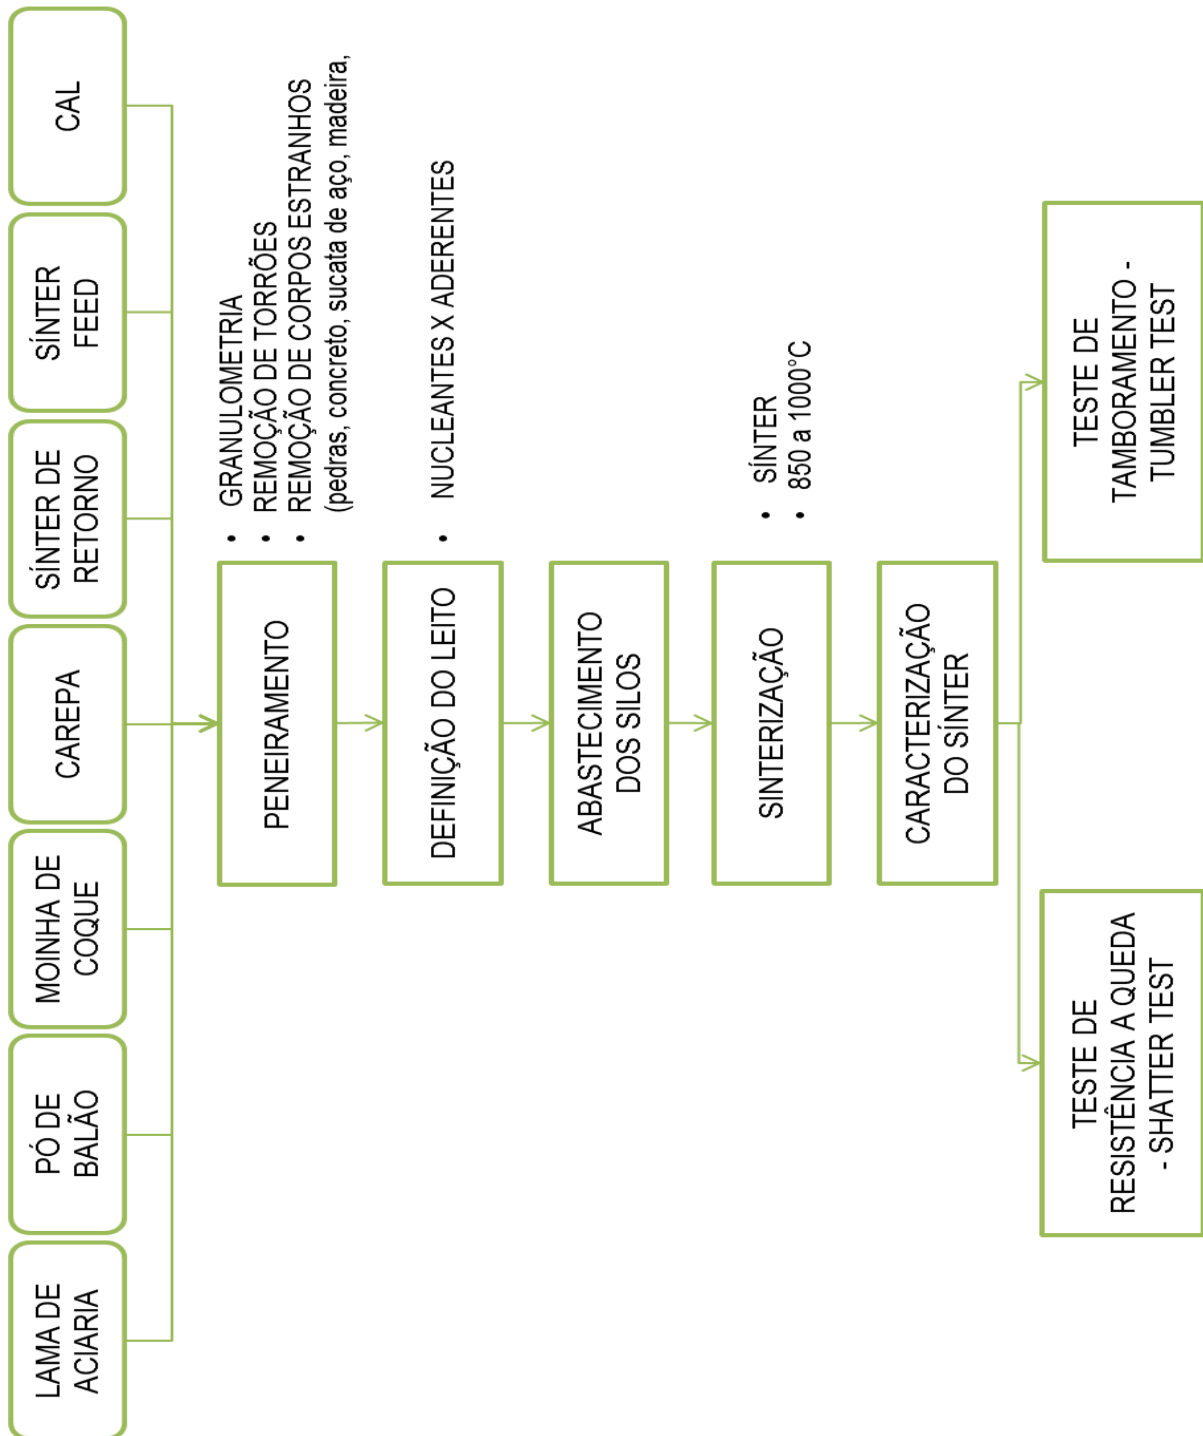 LAMA DE
ACIARIA
PÓ DE
BALÃO
MOINHA DE
COQUE
CAREPA
SÍNTER DE
RETORNO
SÍNTER
FEED
CAL
PENEIRAMENTO
• GRANULOMETRIA
• REMOÇÃO DE TORRÕES
• REMOÇÃO DE CORPOS ESTRANHOS
(pedras, concreto, sucata de aço, madeira,
DEFINIÇÃO DO LEITO
• NUCLEANTES X ADERENTES
ABASTECIMENTO
DOS SILOS
SINTERIZAÇÃO
• SÍNTER
• 850 a 1000°C
CARACTERIZAÇÃO
DO SÍNTER
TESTE DE
RESISTÊNCIA A QUEDA
- SHATTER TEST
TESTE DE
TAMBORAMENTO -
TUMBLER TEST